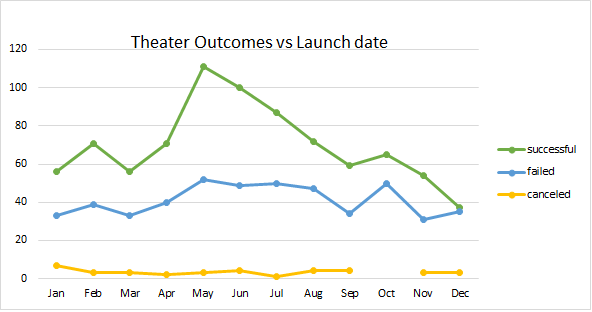 Theater Outcomes vs Launch date
120
100
80
60
40
20
0
Jan Feb Mar Apr May Jun Jul Aug Sep Oct Nov Dec
successful
failed
canceled